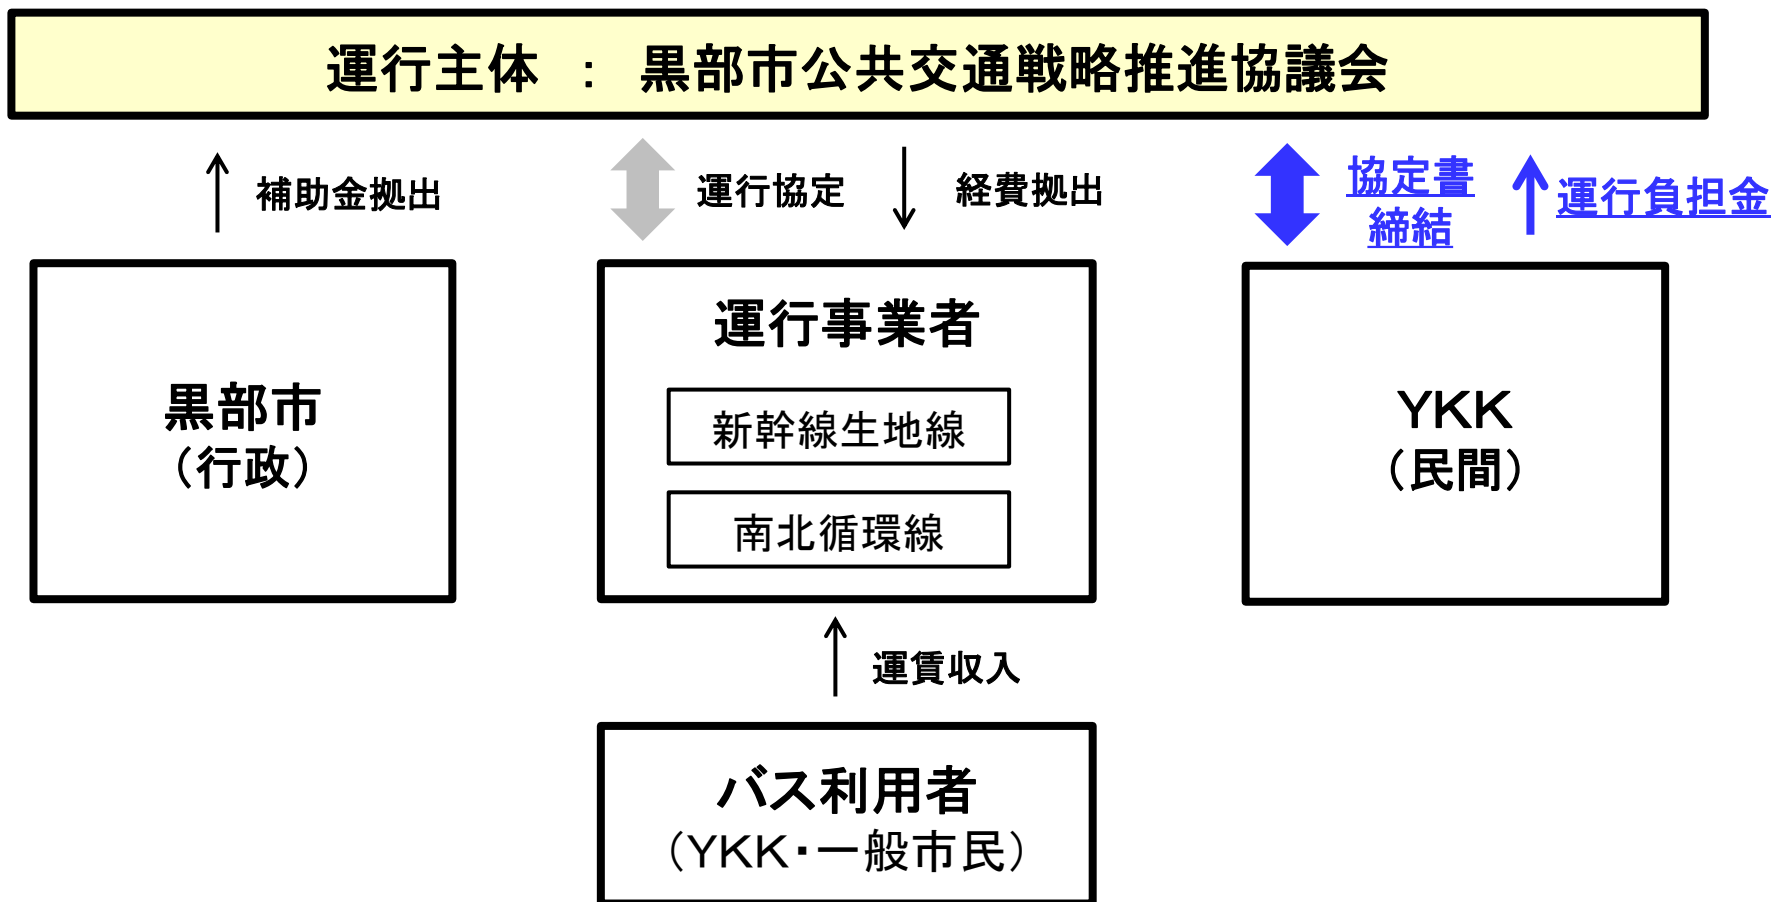 運行主体　：　黒部市公共交通戦略推進協議会
補助金拠出
運行協定
経費拠出
協定書
締結
運行負担金
黒部市
（行政）
運行事業者
新幹線生地線
南北循環線
YKK
（民間）
運賃収入
バス利用者
（YKK・一般市民）